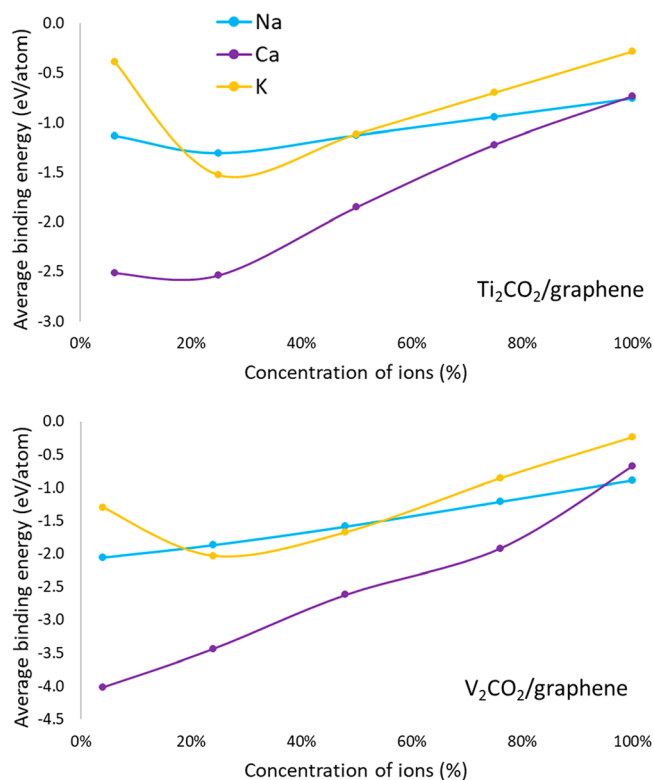 Average binding energy (eV/atom)
0.0
-0.5
-1.0
-1.5
-2.0
-2.5
-3.0
Na
Ca
K
Ti₂CO₂/graphene
0% 20% 40% 60% 80% 100%
Concentration of ions (%)
Average binding energy (eV/atom)
0.0
-0.5
-1.0
-1.5
-2.0
-2.5
-3.0
-3.5
-4.0
-4.5
V₂CO₂/graphene
0% 20% 40% 60% 80% 100%
Concentration of ions (%)